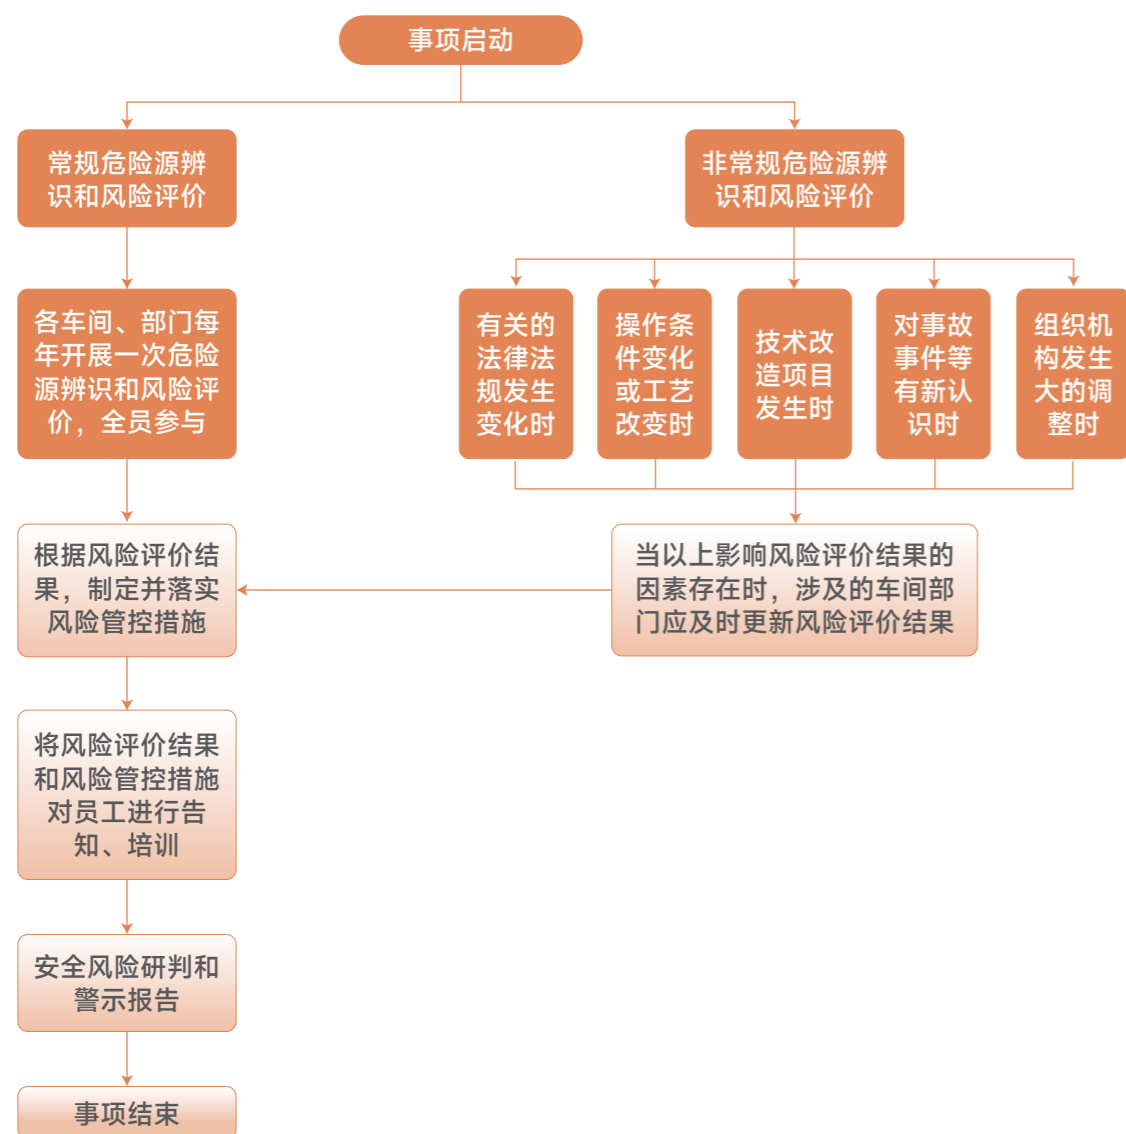 事项启动
常规危险源辨
识和风险评价
非常规危险源辨
识和风险评价
各车间、部门每
年开展一次危险
源辨识和风险评
价，全员参与
有关的
法律法
规发生
变化时
操作条
件变化
或工艺
改变时
技术改
造项目
发生时
对事故
事件等
有新认
识时
组织机
构发生
大的调
整时
根据风险评价结
果，制定并落实
风险管控措施
当以上影响风险评价结果的
因素存在时，涉及的车间部
门应及时更新风险评价结果
将风险评价结果
和风险管控措施
对员工进行告
知、培训
安全风险研判和
警示报告
事项结束